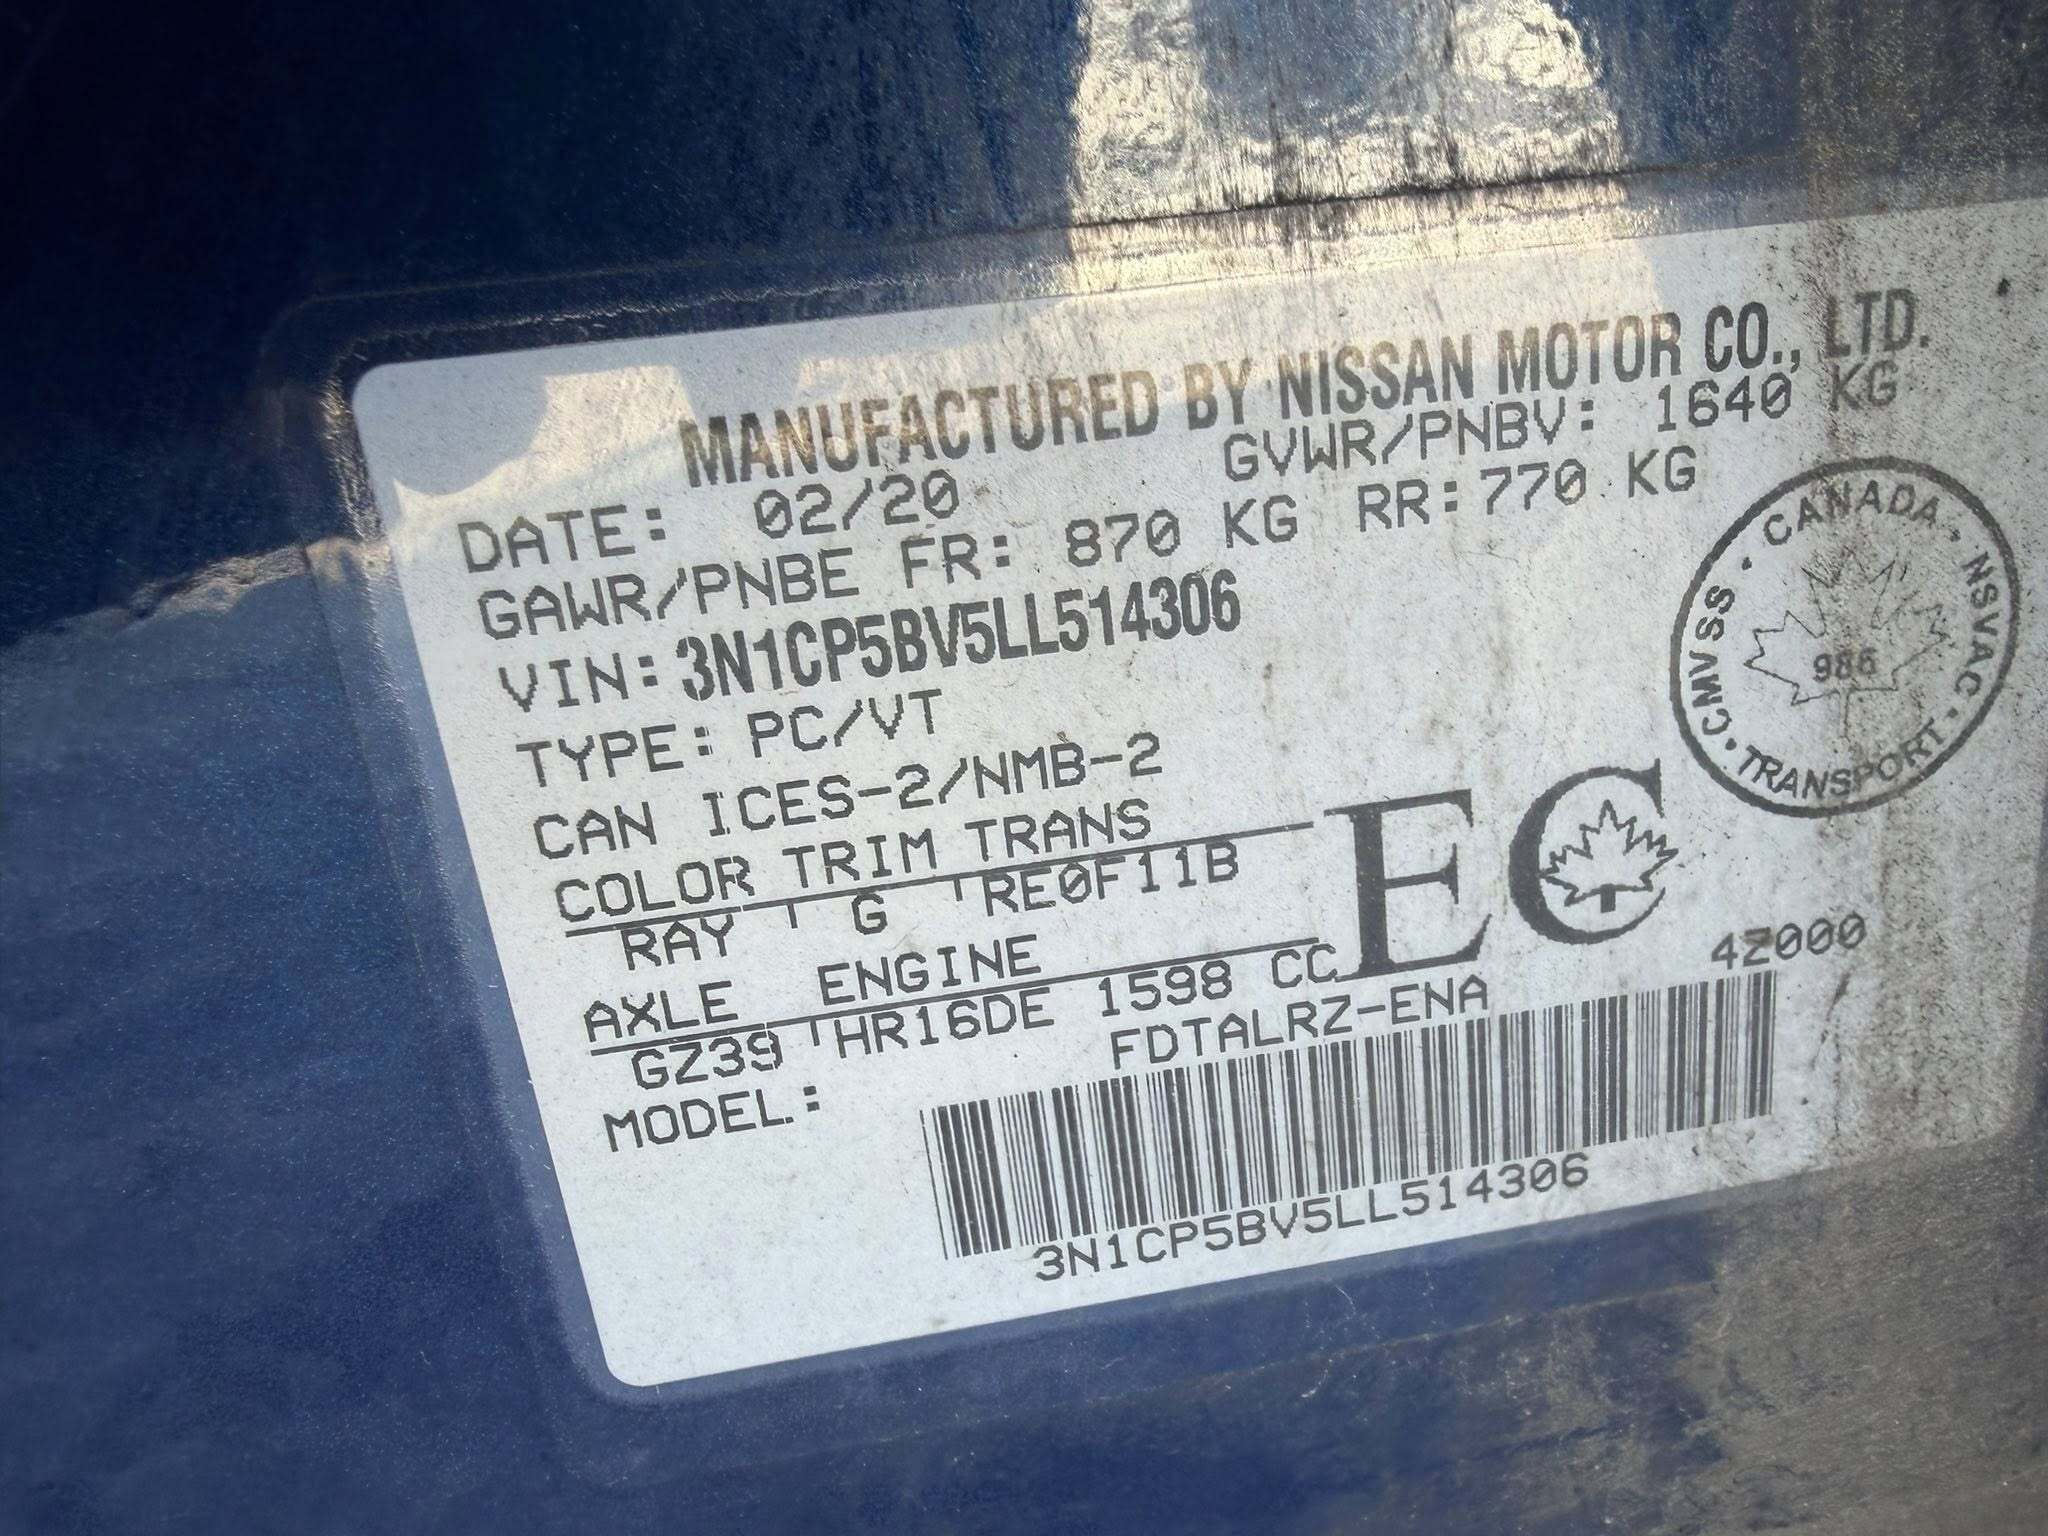 MANUFACTURED BY NISSAN MOTOR CO., LTD.
DATE: 02/20 GVWR/PNBV: 1640 KG
GAWR/PNBE FR: 870 KG RR: 770 KG
VIN: 3N1CP5BV5LL514306
TYPE: PC/VT
CAN ICES-2/NMB-2
COLOR TRIM TRANS
RAY G RE0F11B
AXLE ENGINE
GZ39 HR16DE 1598 CC
MODEL: FDTALRZ-ENA
EC
CANADA · NSVAC · TRANSPORT · CMVSS ·
986
4Z000
3N1CP5BV5LL514306